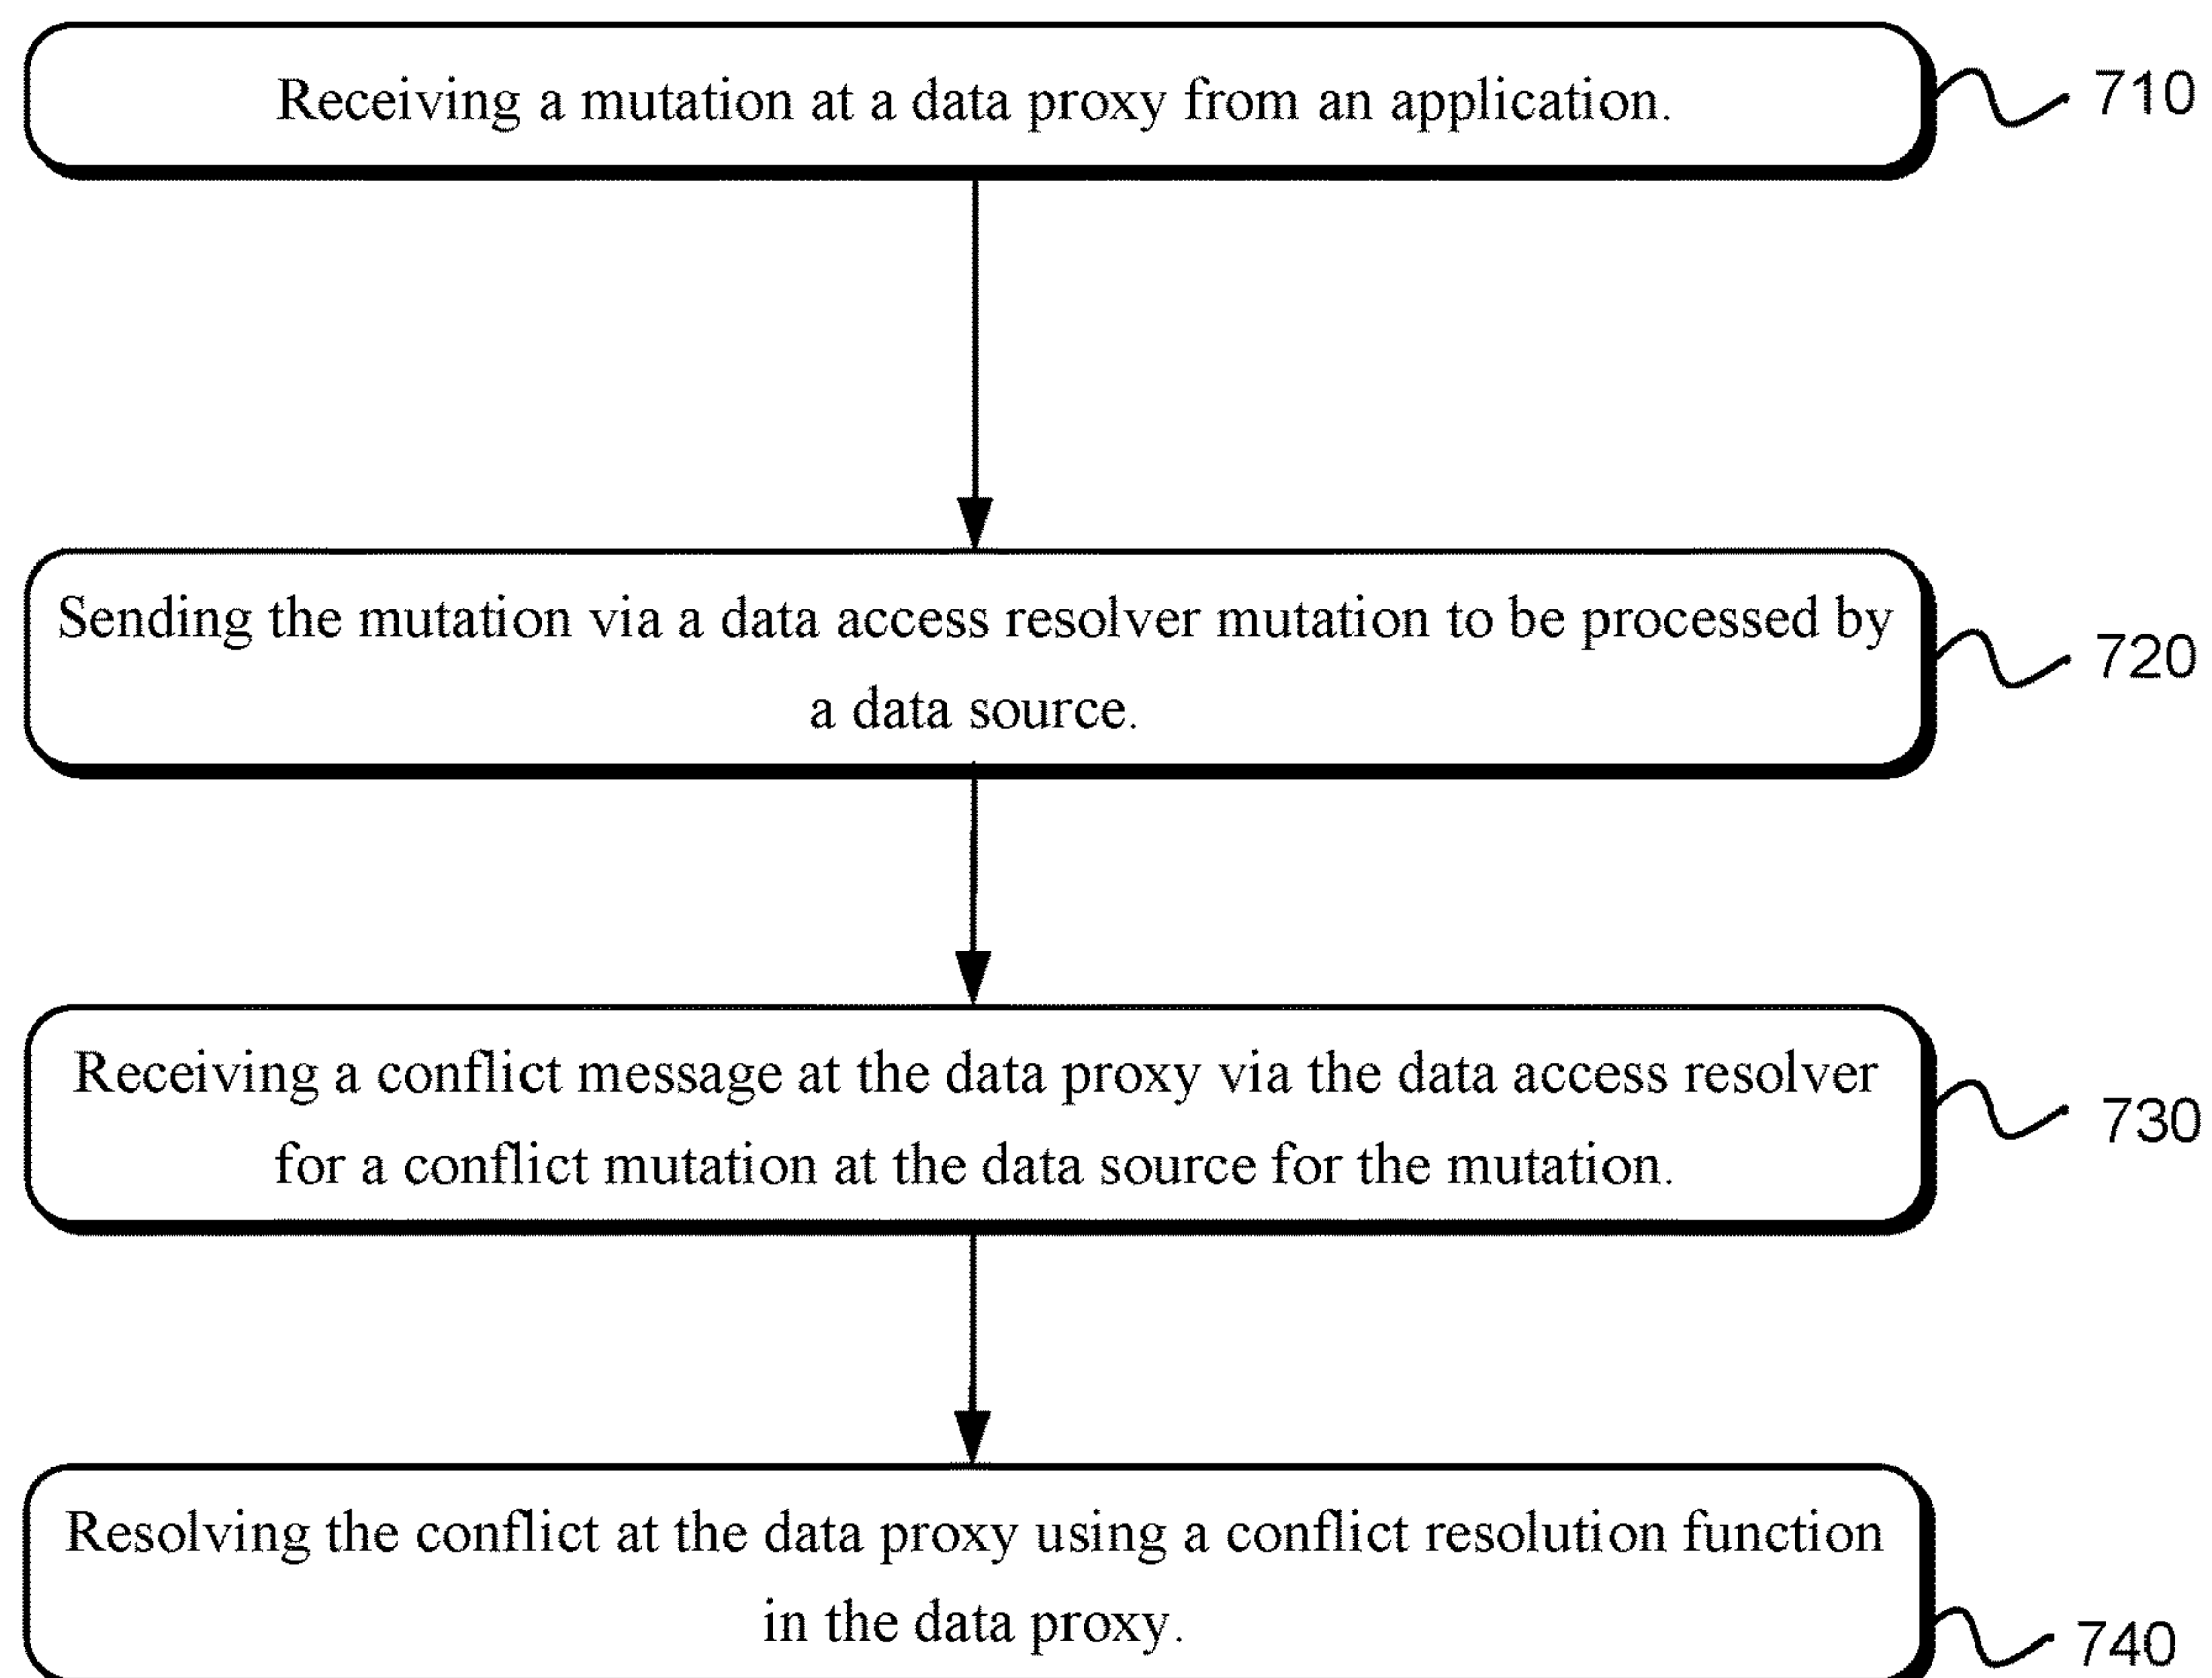 Receiving a mutation at a data proxy from an application.
710
Sending the mutation via a data access resolver mutation to be processed by
a data source.
720
Receiving a conflict message at the data proxy via the data access resolver
for a conflict mutation at the data source for the mutation.
730
Resolving the conflict at the data proxy using a conflict resolution function
in the data proxy.
740